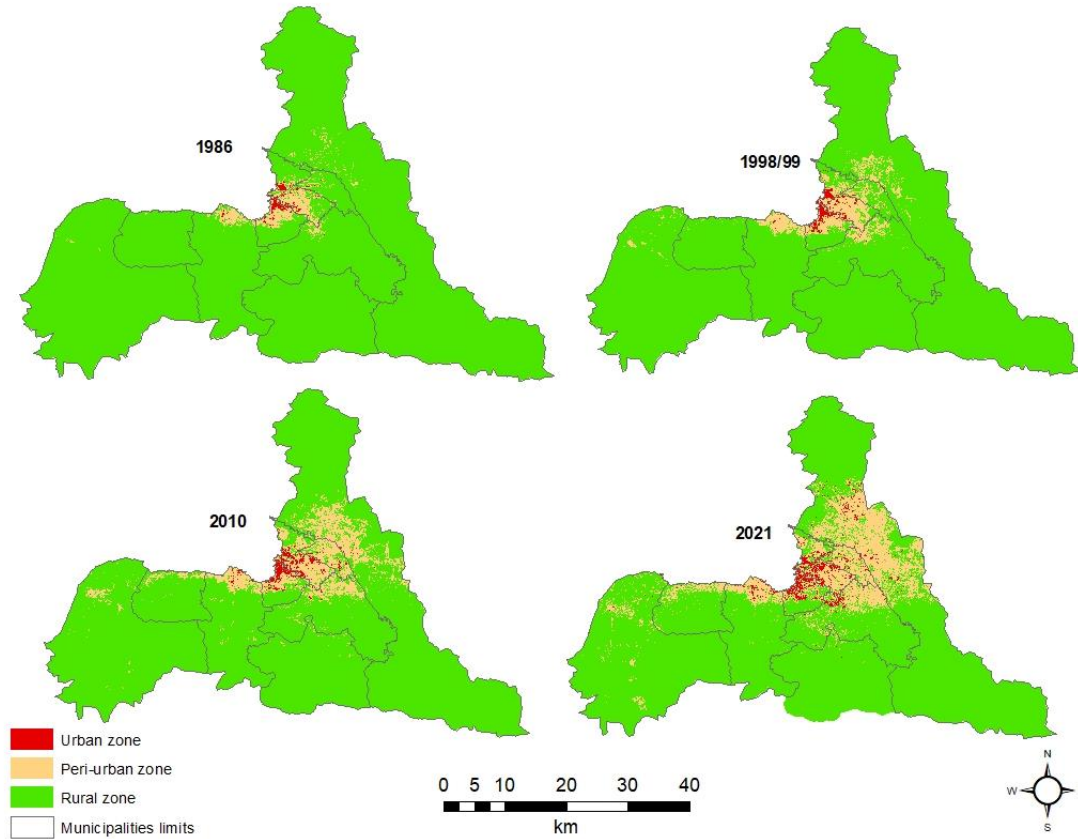 1986
1998/99
2010
2021
Urban zone
Peri-urban zone
Rural zone
Municipalities limits
0 5 10 20 30 40
km
N
W
S